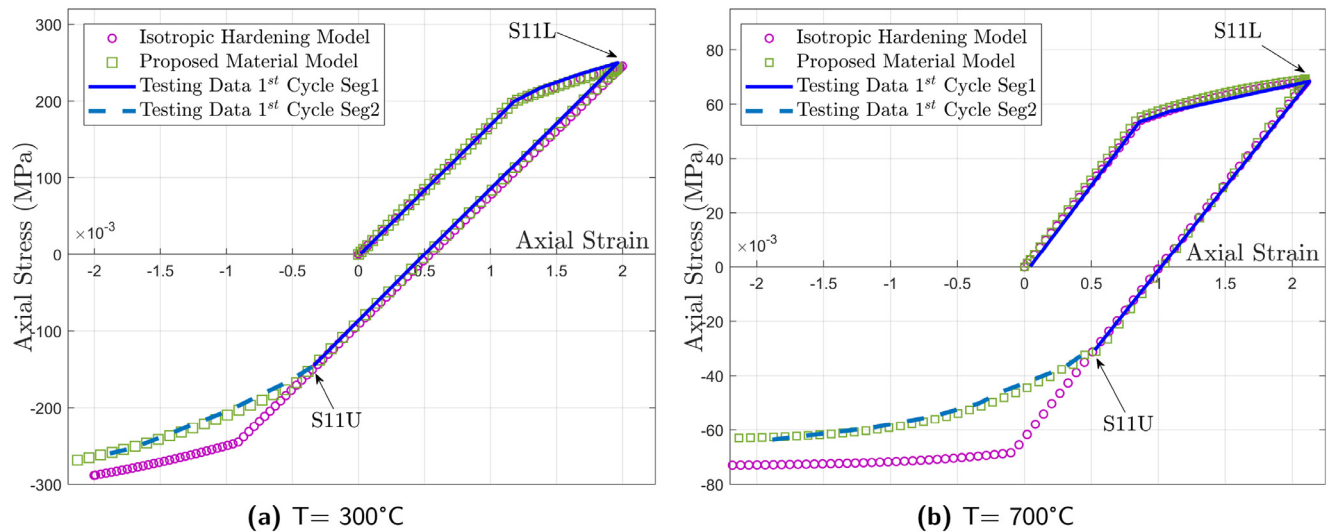 300
200
100
0
-100
-200
-300
Axial Stress (MPa)
Isotropic Hardening Model
Proposed Material Model
Testing Data 1st Cycle Seg1
Testing Data 1st Cycle Seg2
S11L
×10-3
Axial Strain
-2 -1.5 -1 -0.5 0 0.5 1 1.5 2
S11U
(a) T= 300°C
80
60
40
20
0
-20
-40
-60
-80
Axial Stress (MPa)
Isotropic Hardening Model
Proposed Material Model
Testing Data 1st Cycle Seg1
Testing Data 1st Cycle Seg2
S11L
×10-3
Axial Strain
-2 -1.5 -1 -0.5 0 0.5 1 1.5 2
S11U
(b) T= 700°C